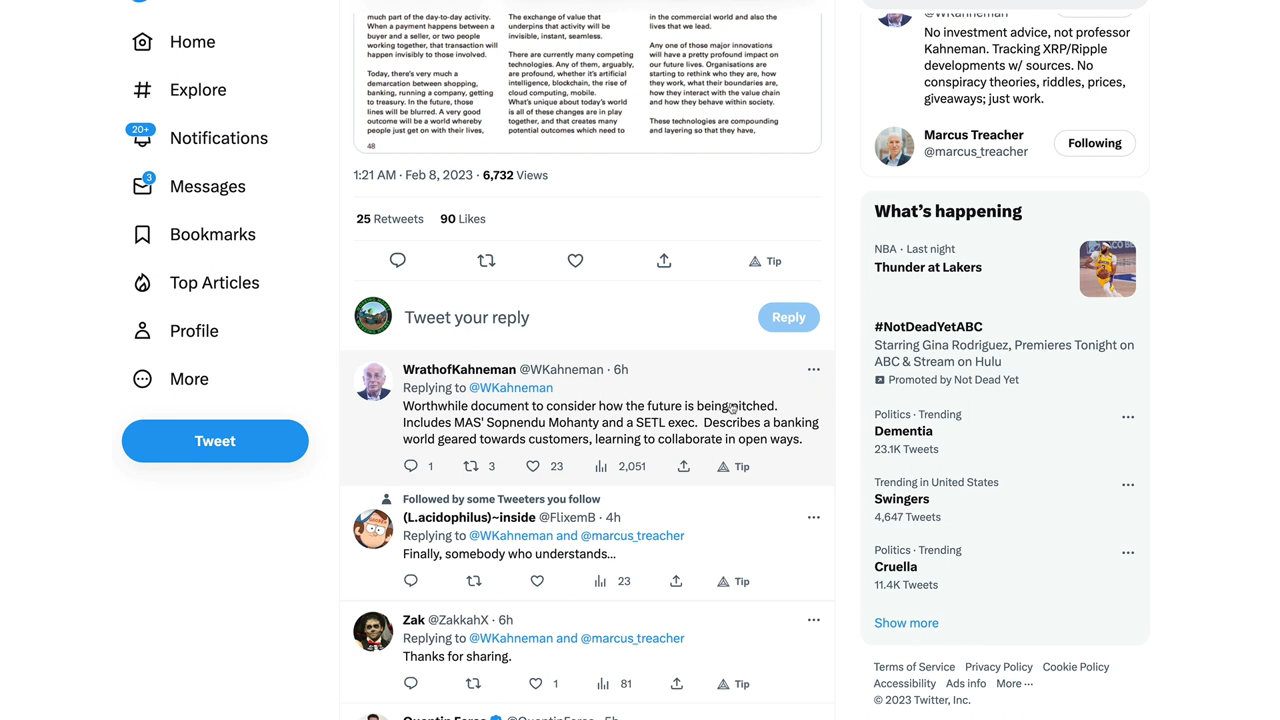 Home
Explore
20+
Notifications
3
Messages
Bookmarks
Top Articles
Profile
More
Tweet
much part of the day-to-day activity.
When a payment happens between a
buyer and a seller, or two people
working together, that transaction will
happen invisibly to those involved.
Today, there's very much a
demarcation between shopping,
banking, running a company, getting
to treasury. In the future, those
lines will be blurred. A very good
outcome will be a world whereby
people just get on with their lives,
48
The exchange of value that
underpins that activity will be
invisible, instant, seamless.
There are currently many competing
technologies. Any of them, arguably,
are profound, whether it's artificial
intelligence, blockchain, the rise of
cloud computing, mobile.
What's unique about today's world
is all of these changes are in play
together, and that creates many
potential outcomes which need to
in the commercial world and also the
lives that we lead.
Any one of those major innovations
will have a pretty profound impact on
our future lives. Organisations are
starting to rethink who they are, how
they work, what their boundaries are,
how they interact with the value chain
and how they behave within society.
These technologies are compounding
and layering so that they have,
1:21 AM · Feb 8, 2023 · 6,732 Views
25 Retweets 90 Likes
Tip
Tweet your reply
Reply
WrathofKahneman @WKahneman · 6h
Replying to @WKahneman
Worthwhile document to consider how the future is being pitched.
Includes MAS' Sopnendu Mohanty and a SETL exec. Describes a banking
world geared towards customers, learning to collaborate in open ways.
1 3 23 2,051 Tip
Followed by some Tweeters you follow
(L.acidophilus)~inside @FlixemB · 4h
Replying to @WKahneman and @marcus_treacher
Finally, somebody who understands...
23 Tip
Zak @ZakkahX · 6h
Replying to @WKahneman and @marcus_treacher
Thanks for sharing.
1 81 Tip
@WKahneman
No investment advice, not professor
Kahneman. Tracking XRP/Ripple
developments w/ sources. No
conspiracy theories, riddles, prices,
giveaways; just work.
Marcus Treacher
@marcus_treacher
Following
What's happening
NBA · Last night
Thunder at Lakers
#NotDeadYetABC
Starring Gina Rodriguez, Premieres Tonight on
ABC & Stream on Hulu
Promoted by Not Dead Yet
Politics · Trending
Dementia
23.1K Tweets
Trending in United States
Swingers
4,647 Tweets
Politics · Trending
Cruella
11.4K Tweets
Show more
Terms of Service Privacy Policy Cookie Policy
Accessibility Ads info More ···
© 2023 Twitter, Inc.